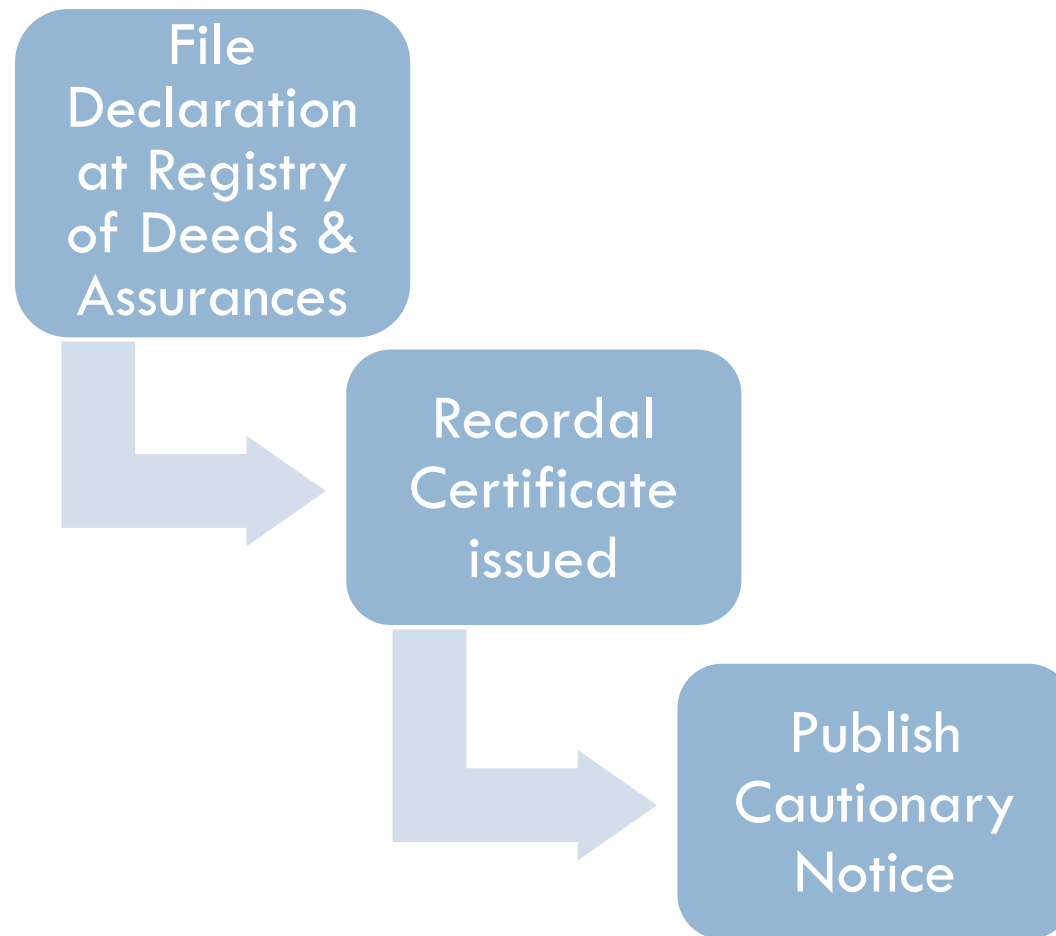 File
Declaration
at Registry
of Deeds &
Assurances
Recordal
Certificate
issued
Publish
Cautionary
Notice